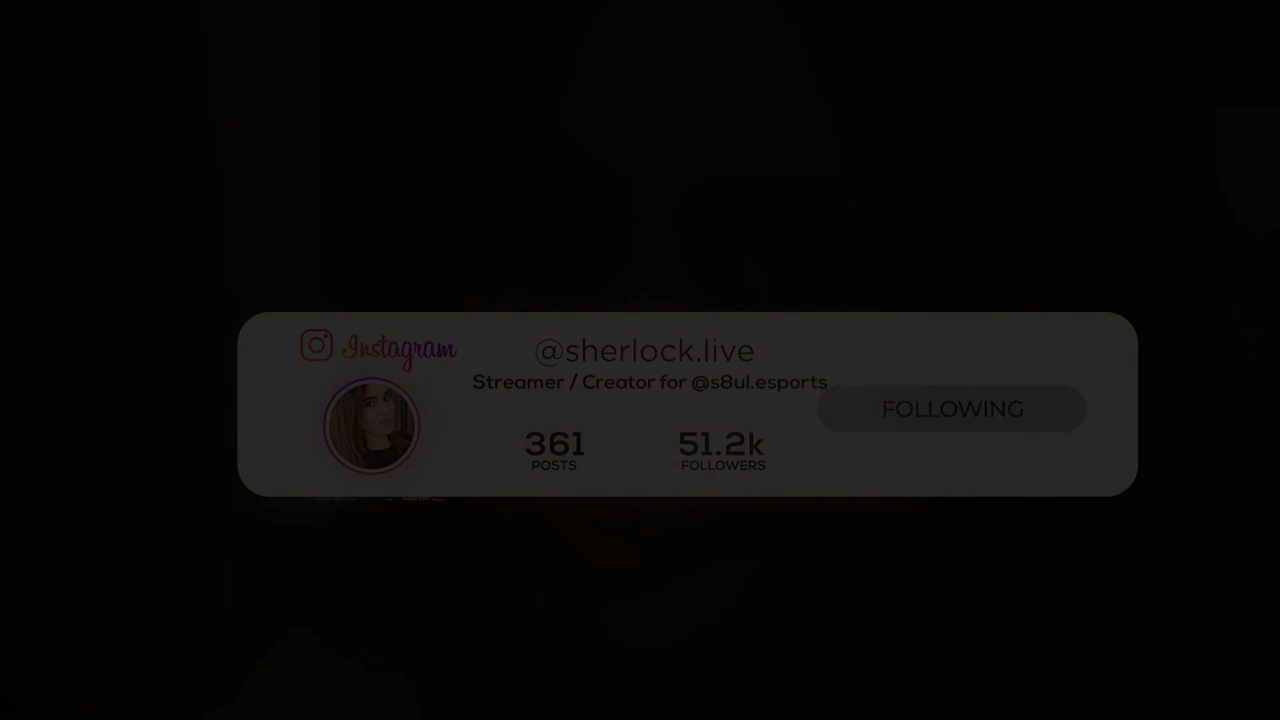 Instagram
@sherlock.live
Streamer / Creator for @s8ul.esports
FOLLOWING
361
51.2k
POSTS
FOLLOWERS